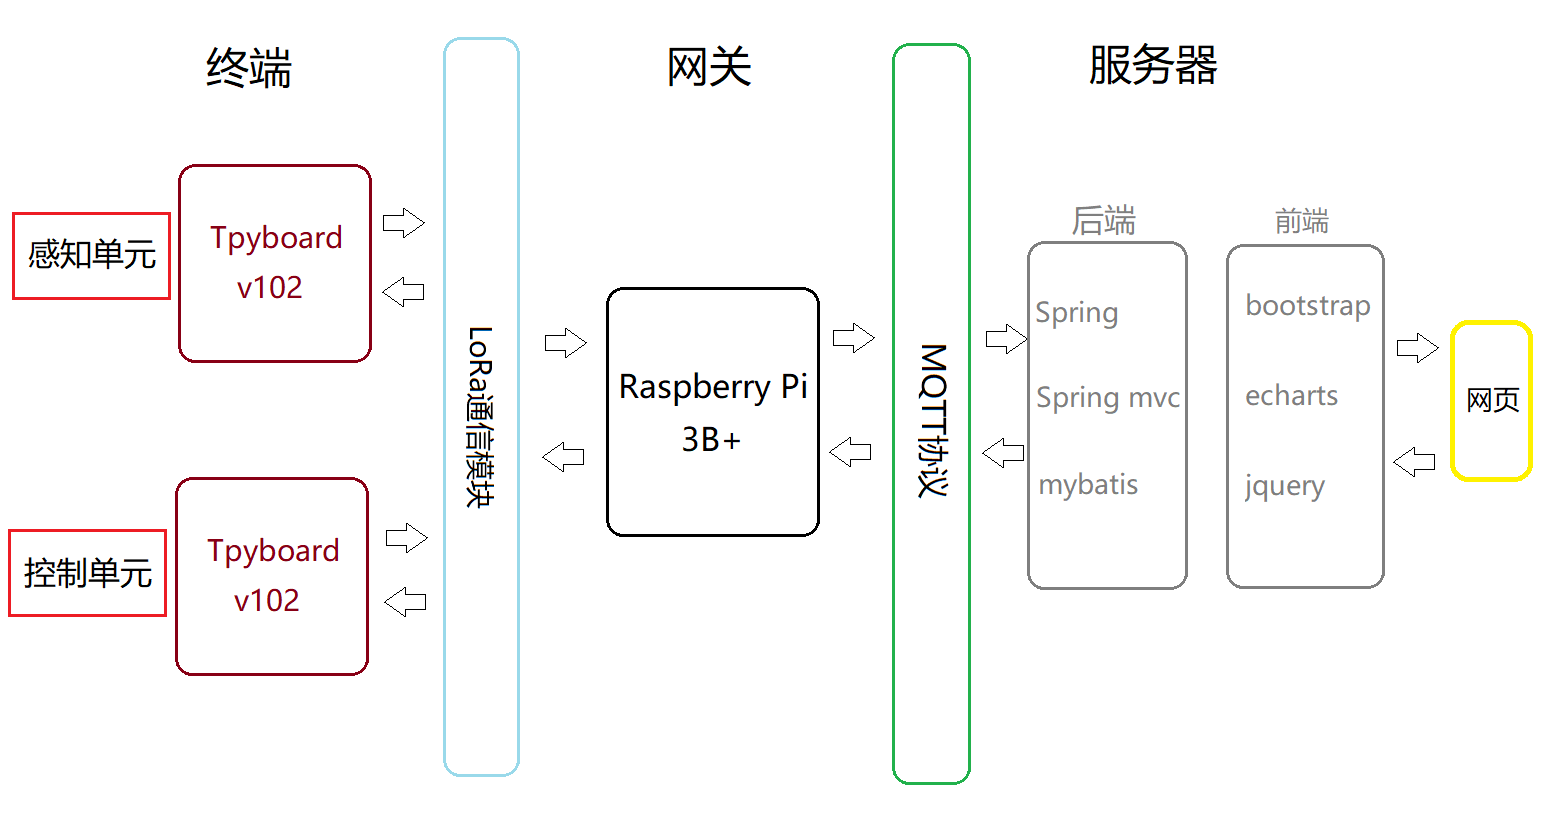 终端
网关
服务器
感知单元
Tpyboard
v102
控制单元
Tpyboard
v102
LoRa通信模块
Raspberry Pi
3B+
MQTT协议
后端
Spring
Spring mvc
mybatis
前端
bootstrap
echarts
jquery
网页